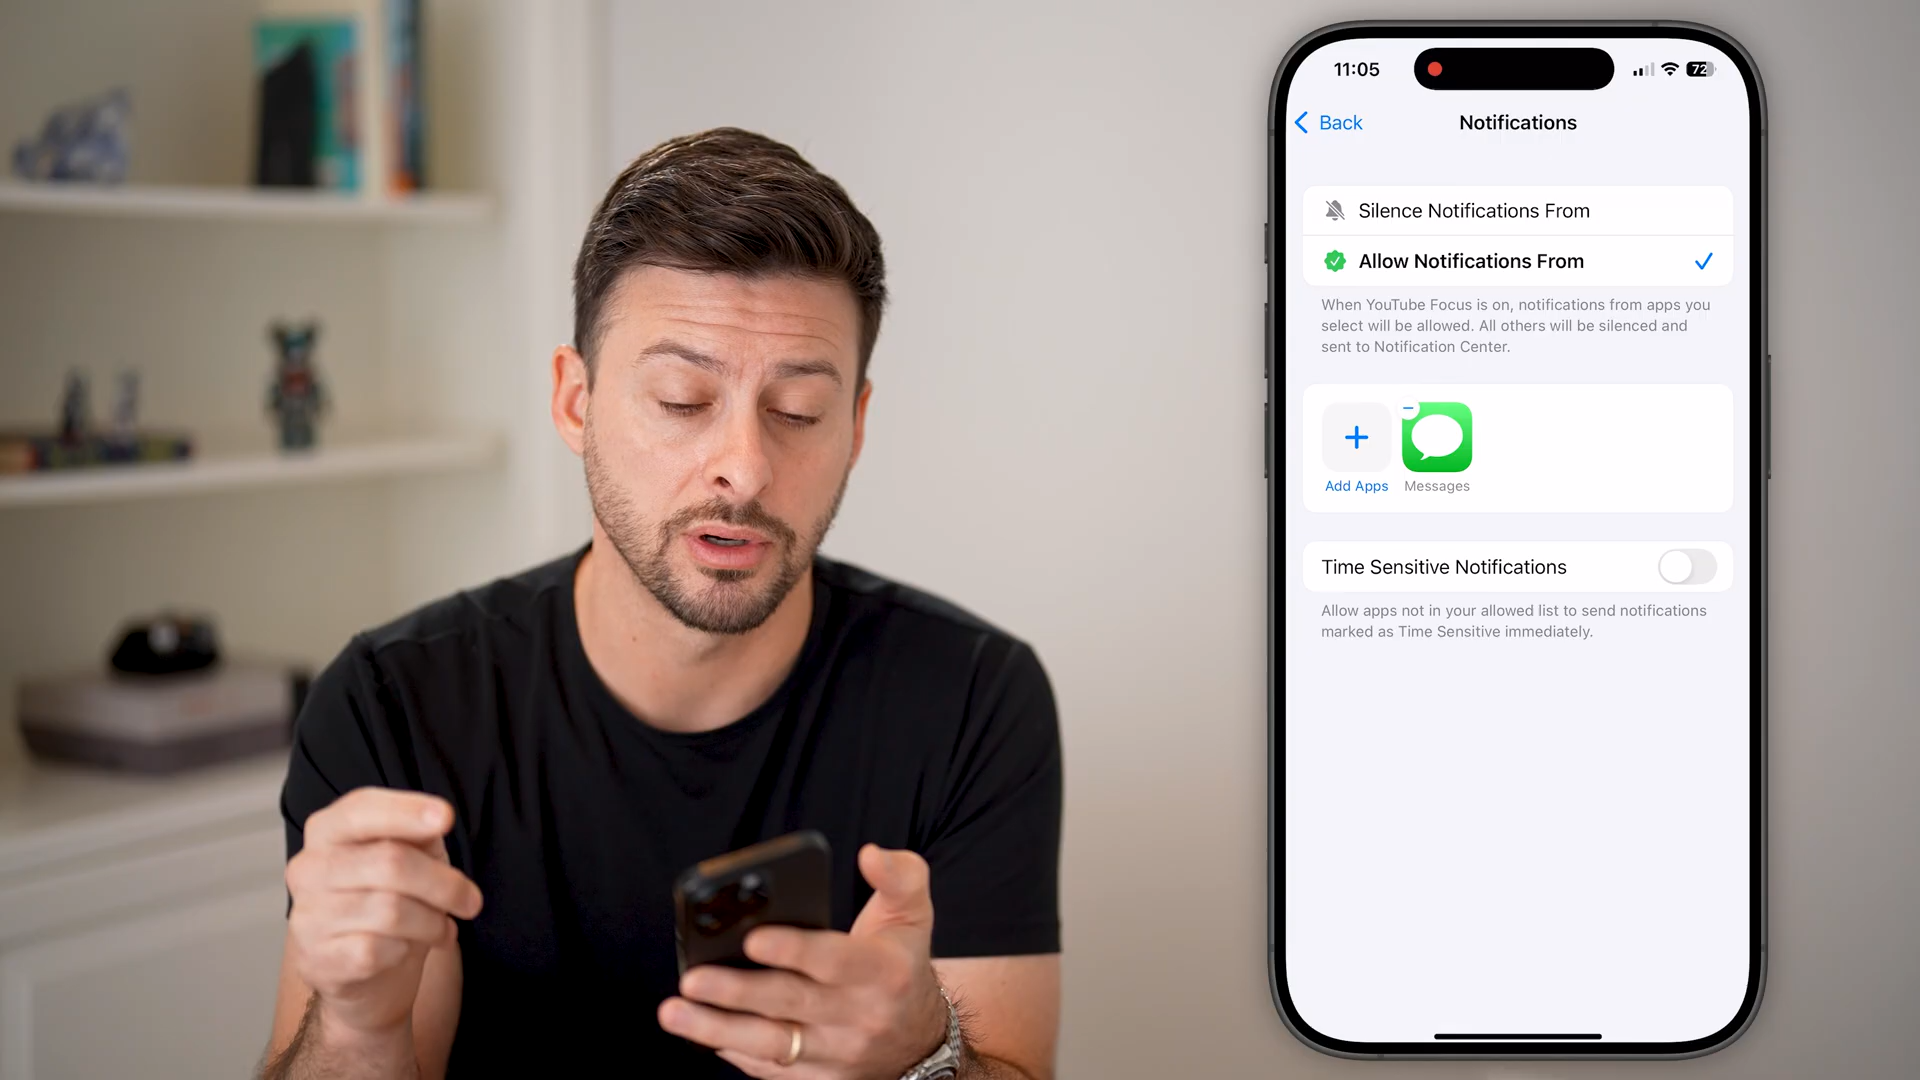 11:05
72
Back
Notifications
Silence Notifications From
Allow Notifications From
When YouTube Focus is on, notifications from apps you
select will be allowed. All others will be silenced and
sent to Notification Center.
Add Apps
Messages
Time Sensitive Notifications
Allow apps not in your allowed list to send notifications
marked as Time Sensitive immediately.